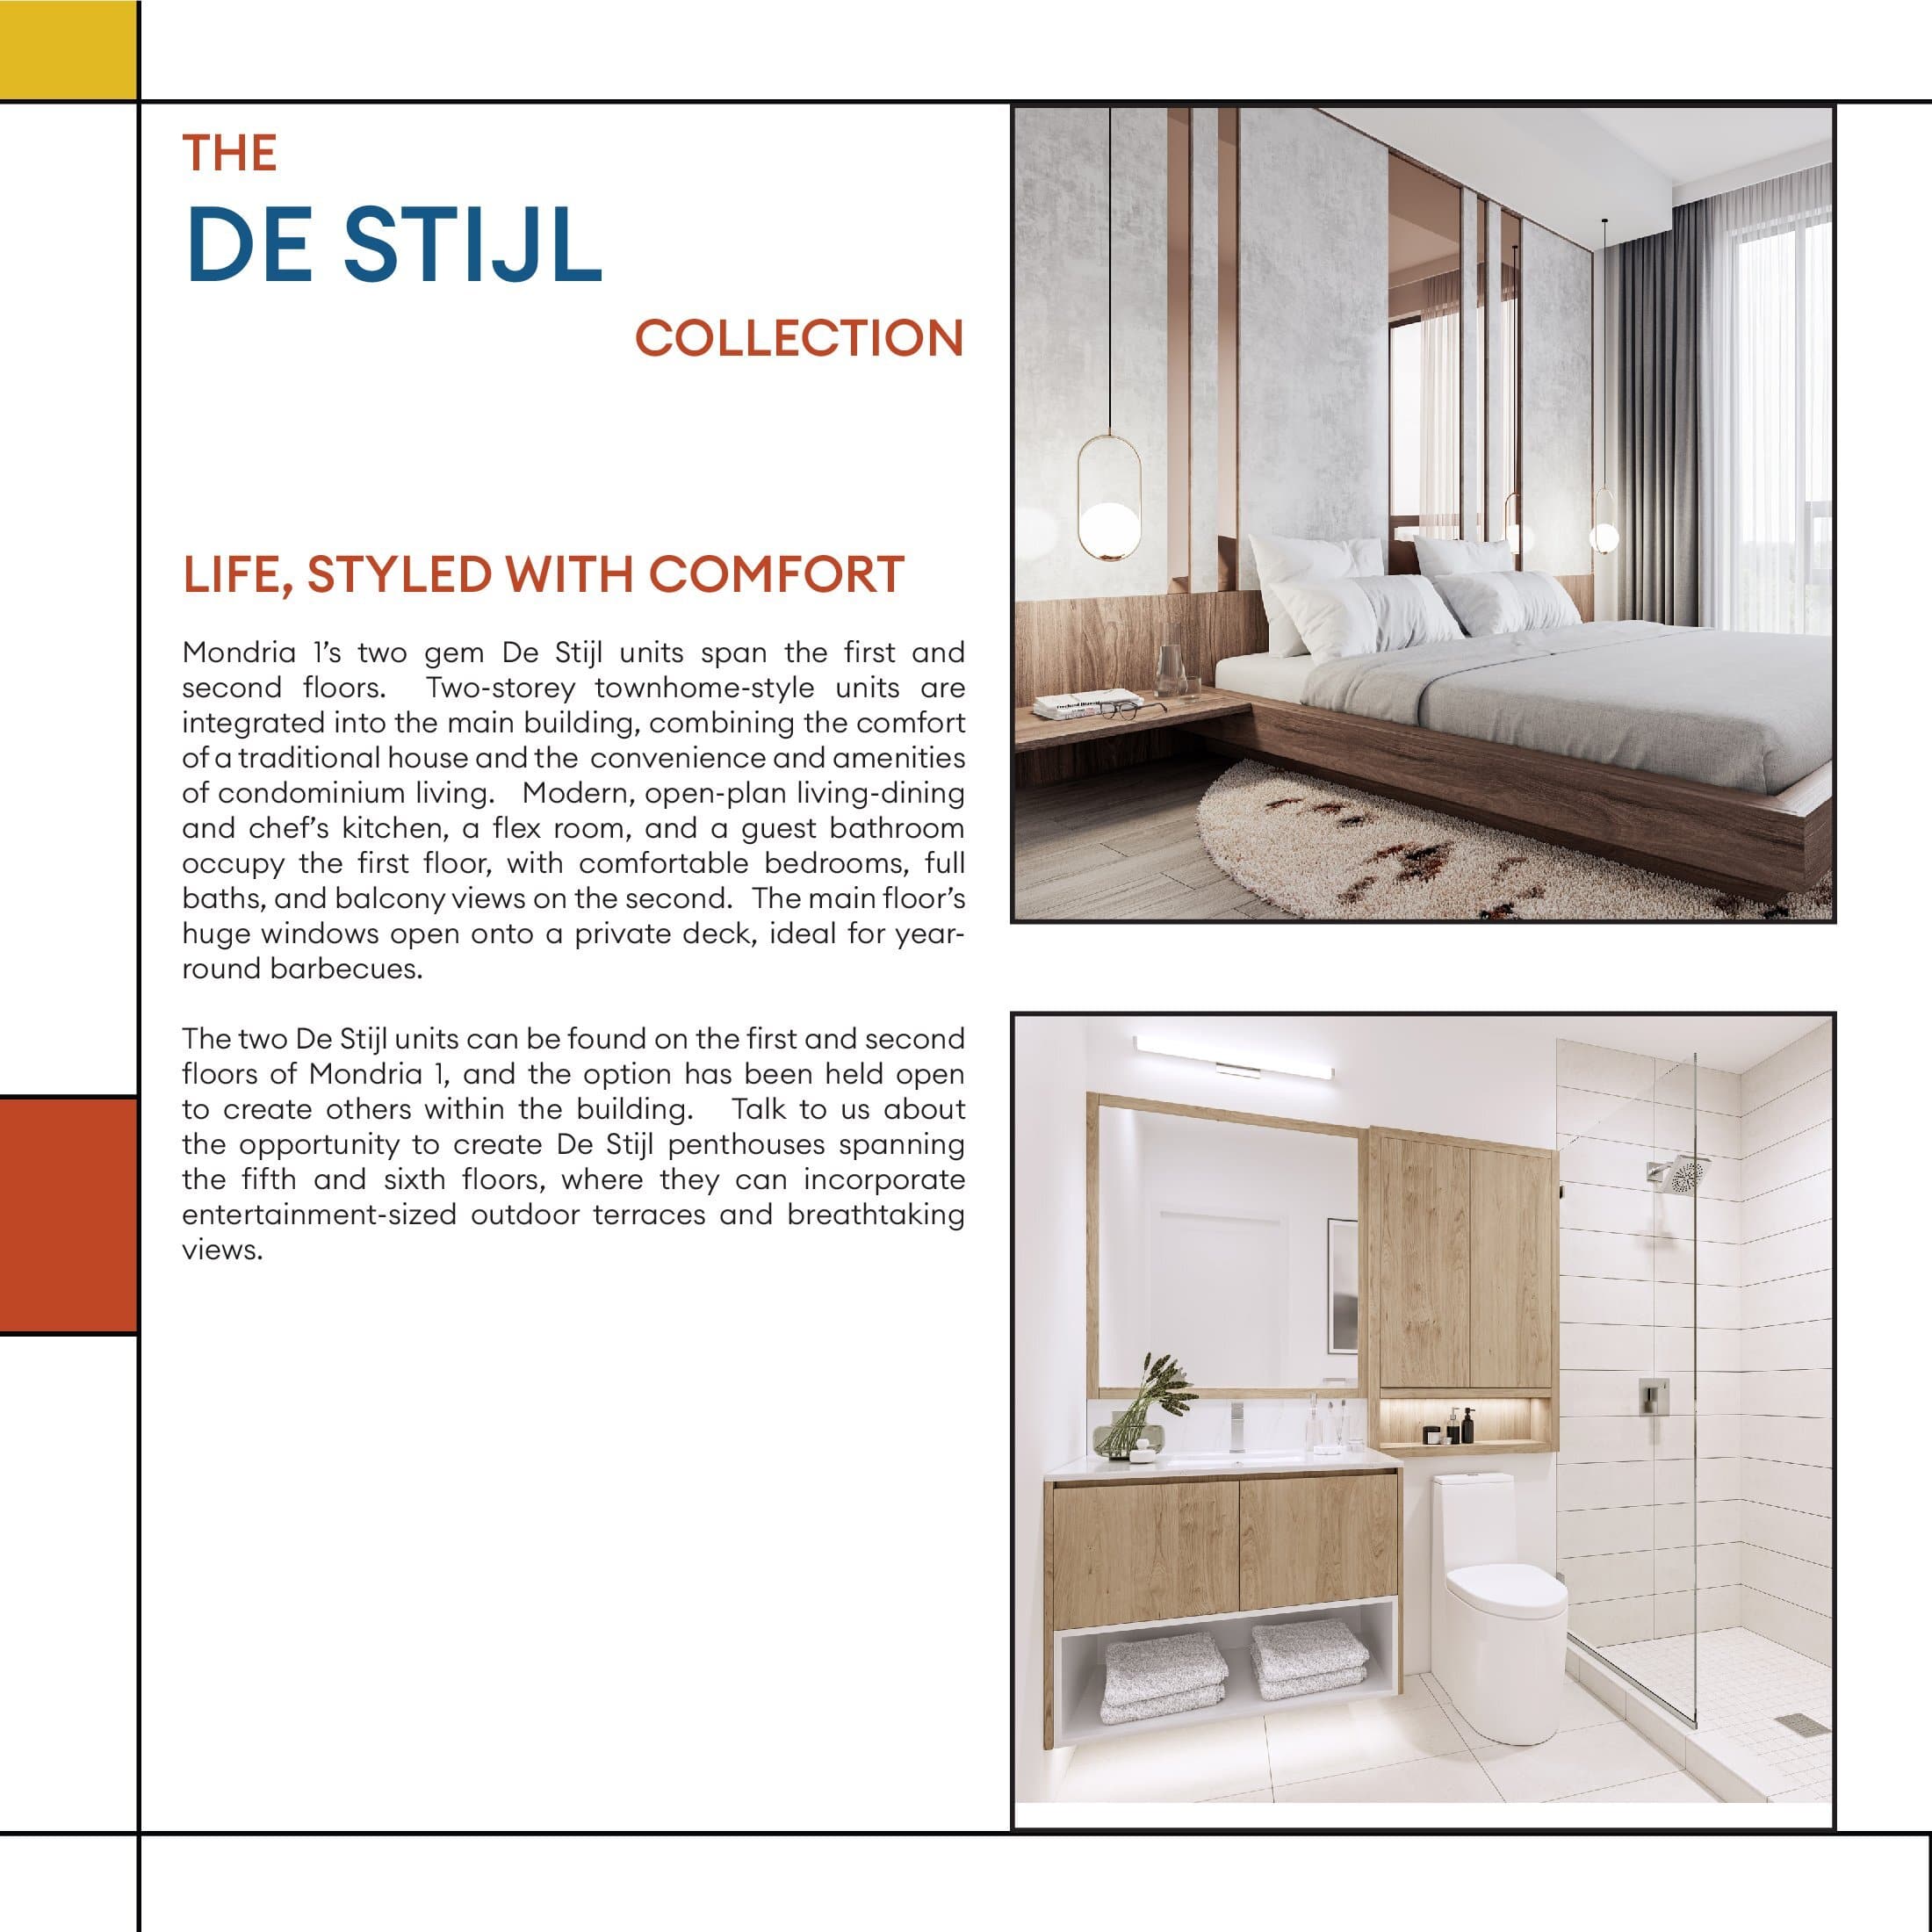 THE
DE STIJL
COLLECTION
LIFE, STYLED WITH COMFORT
Mondria 1’s two gem De Stijl units span the first and
second floors.  Two-storey townhome-style units are
integrated into the main building, combining the comfort
of a traditional house and the  convenience and amenities
of condominium living.   Modern, open-plan living-dining
and chef’s kitchen, a flex room, and a guest bathroom
occupy the first floor, with comfortable bedrooms, full
baths, and balcony views on the second.  The main floor’s
huge windows open onto a private deck, ideal for year-
round barbecues.
The two De Stijl units can be found on the first and second
floors of Mondria 1, and the option has been held open
to create others within the building.   Talk to us about
the opportunity to create De Stijl penthouses spanning
the fifth and sixth floors, where they can incorporate
entertainment-sized outdoor terraces and breathtaking
views.